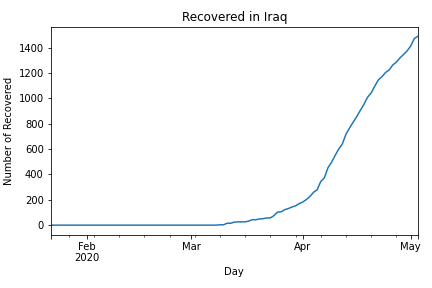 Recovered in Iraq
Number of Recovered
1400
1200
1000
800
600
400
200
0
Feb
2020
Mar
Apr
May
Day